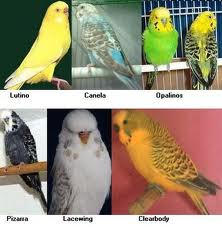 Lutino
Canela
Opalinos
Pizarra
Lacewing
Clearbody